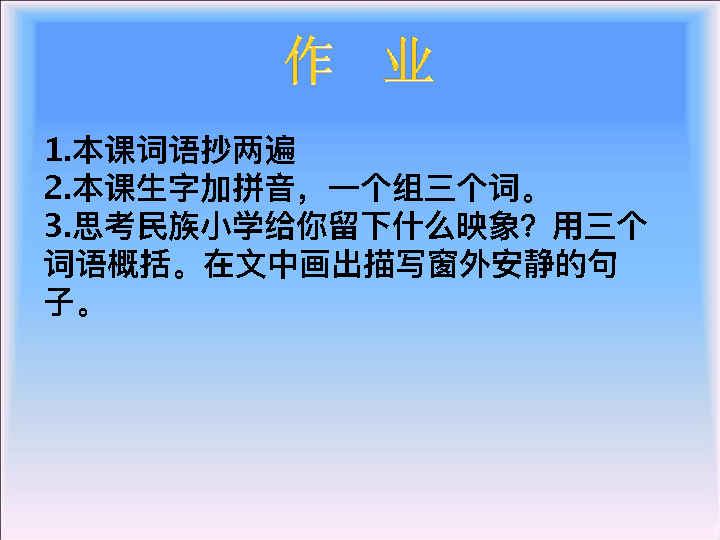 作 业
1.本课词语抄两遍
2.本课生字加拼音，一个组三个词。
3.思考民族小学给你留下什么映象？用三个
词语概括。在文中画出描写窗外安静的句
子。